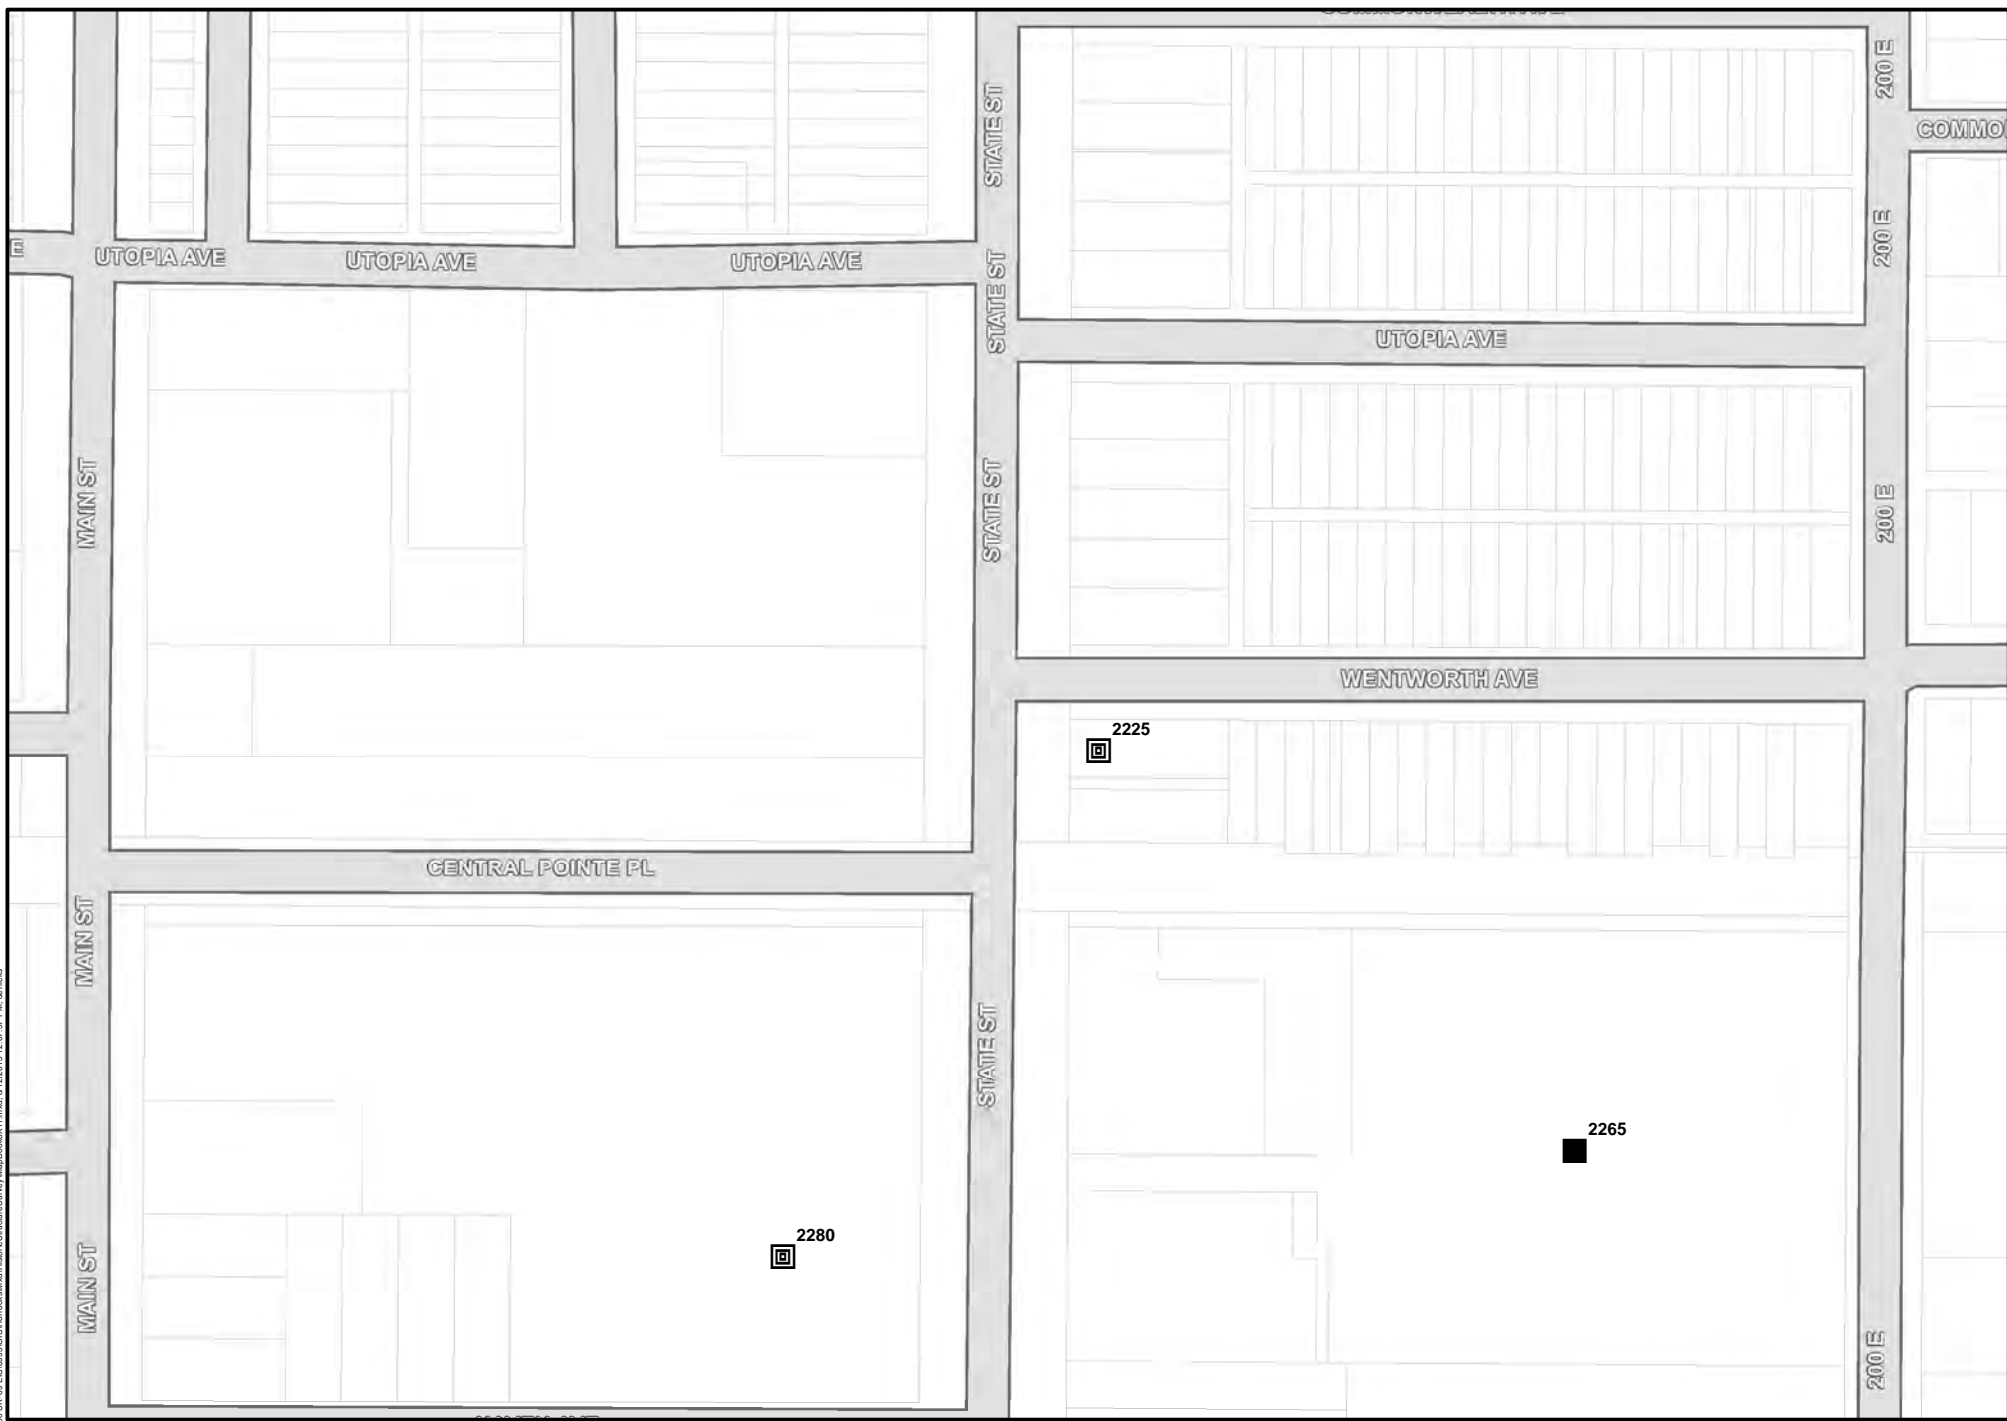 200 E
STATE ST
COMMO
200 E
E
UTOPIA AVE
UTOPIA AVE
UTOPIA AVE
STATE ST
UTOPIA AVE
MAIN ST
STATE ST
200 E
WENTWORTH AVE
2225
CENTRAL POINTE PL
MAIN ST
STATE ST
2265
2280
MAIN ST
200 E